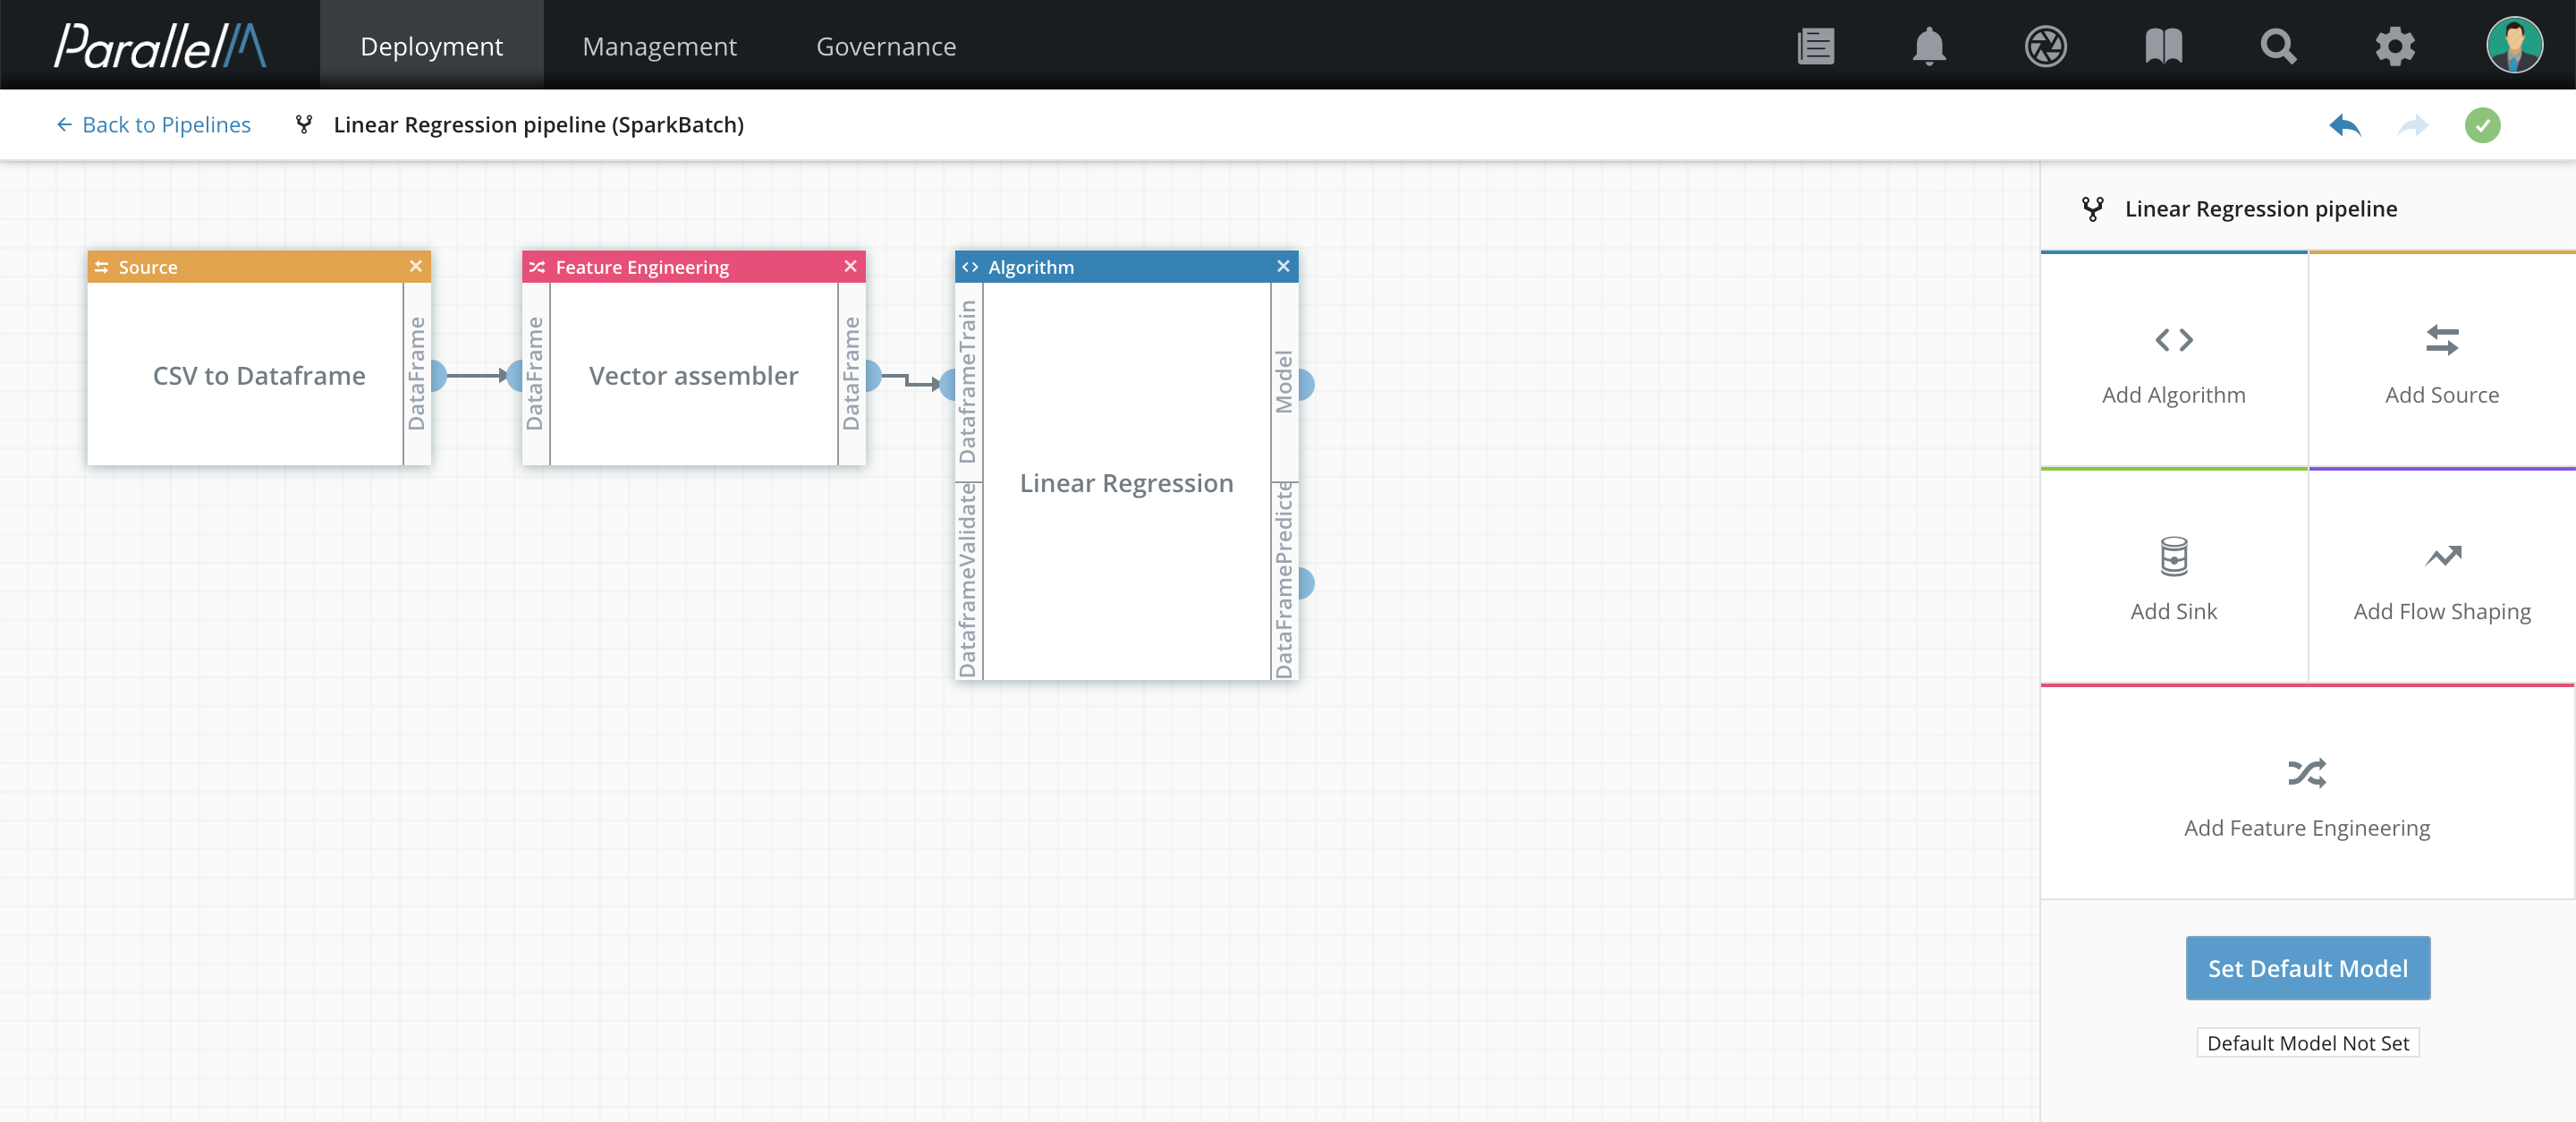 ParallelM
Deployment
Management
Governance
Back to Pipelines
Linear Regression pipeline (SparkBatch)
Linear Regression pipeline
Source
CSV to Dataframe
DataFrame
Feature Engineering
DataFrame
Vector assembler
DataFrame
Algorithm
DataframeTrain
DataframeValidate
Linear Regression
Model
DataFramePredicte
Add Algorithm
Add Source
Add Sink
Add Flow Shaping
Add Feature Engineering
Set Default Model
Default Model Not Set